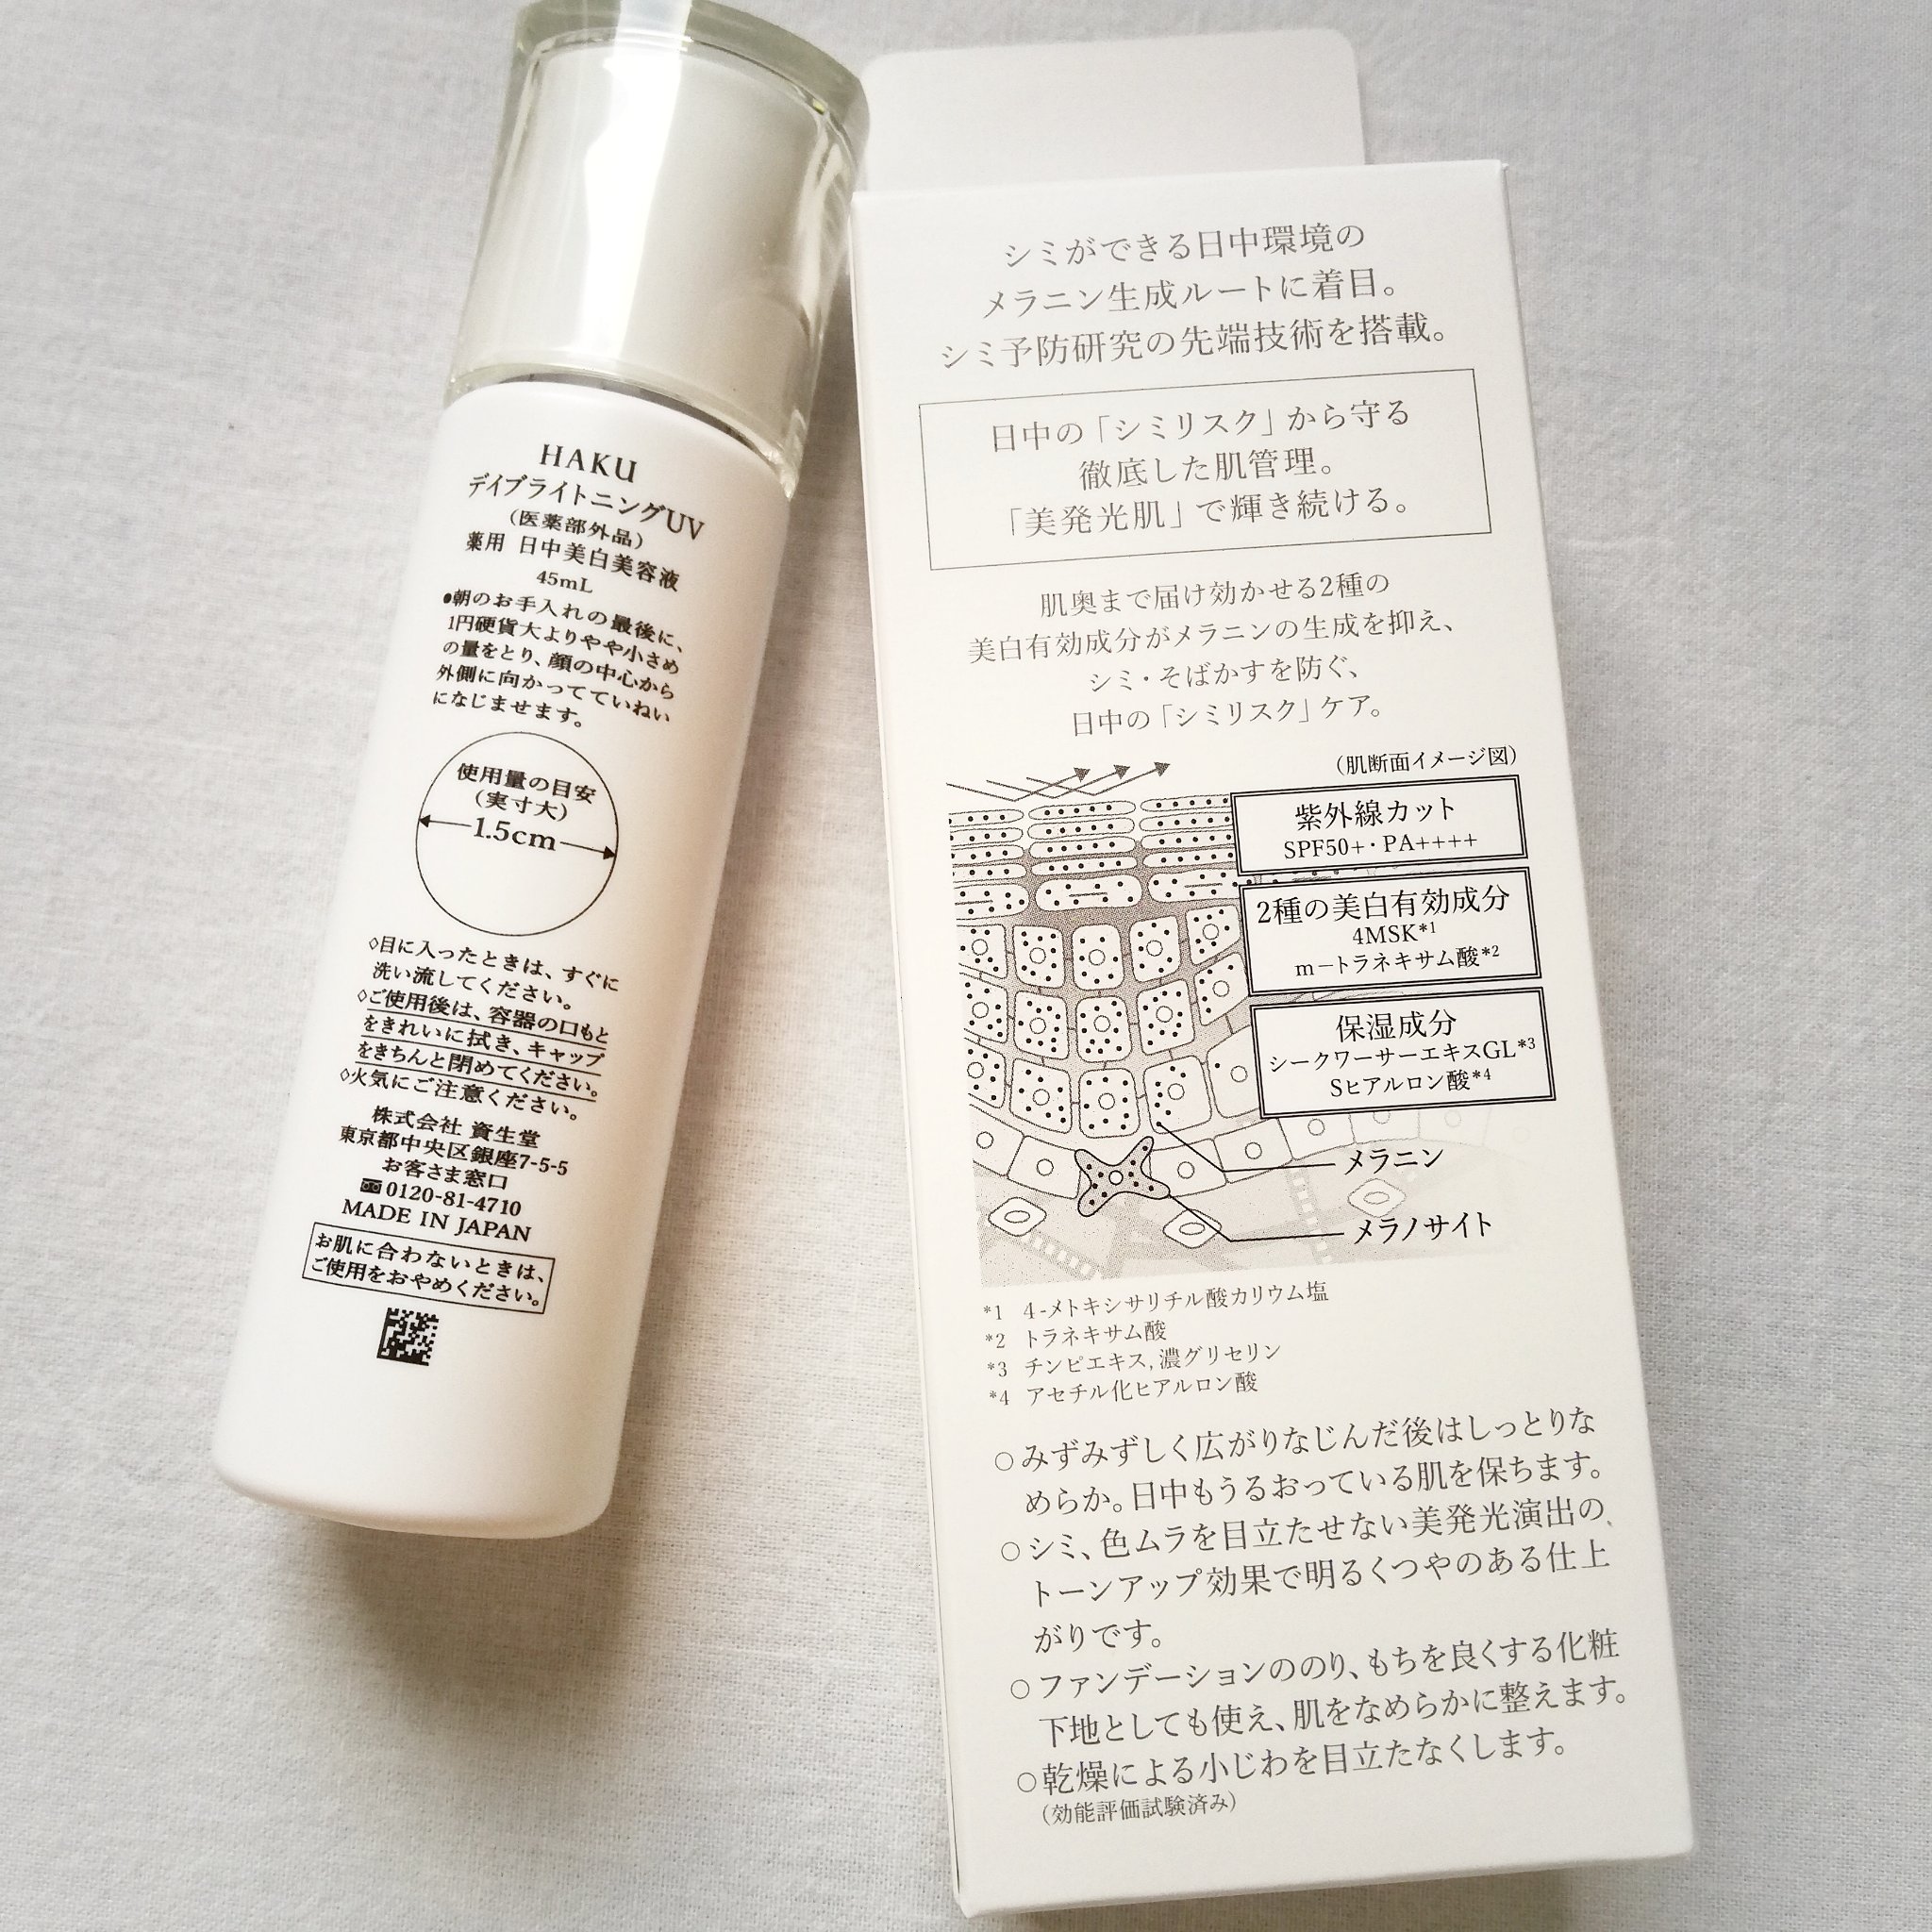 HAKU
デイブライトニングUV
(医薬部外品)
薬用 日中美白美容液
45mL
●朝のお手入れの最後に、
1円硬貨大よりやや小さめ
の量をとり、顔の中心から
外側に向かってていねい
になじませます。
使用量の目安
(実寸大)
1.5cm
◇目に入ったときは、すぐに
洗い流してください。
◇ご使用後は、容器の口もと
をきれいに拭き、キャップ
をきちんと閉めてください。
◇火気にご注意ください。
株式会社 資生堂
東京都中央区銀座7-5-5
お客さま窓口
0120-81-4710
MADE IN JAPAN
お肌に合わないときは、
ご使用をおやめください。
シミができる日中環境の
メラニン生成ルートに着目。
シミ予防研究の先端技術を搭載。
日中の「シミリスク」から守る
徹底した肌管理。
「美発光肌」で輝き続ける。
肌奥まで届け効かせる2種の
美白有効成分がメラニンの生成を抑え、
シミ・そばかすを防ぐ、
日中の「シミリスク」ケア。
(肌断面イメージ図)
紫外線カット
SPF50+・PA++++
2種の美白有効成分
4MSK*1
m-トラネキサム酸*2
保湿成分
シークワーサーエキスGL*3
Sヒアルロン酸*4
メラニン
メラノサイト
*1 4-メトキシサリチル酸カリウム塩
*2 トラネキサム酸
*3 チンピエキス,濃グリセリン
*4 アセチル化ヒアルロン酸
○みずみずしく広がりなじんだ後はしっとりな
めらか。日中もうるおっている肌を保ちます。
○シミ、色ムラを目立たせない美発光演出の
トーンアップ効果で明るくつやのある仕上
がりです。
○ファンデーションののり、もちを良くする化粧
下地としても使え、肌をなめらかに整えます。
○乾燥による小じわを目立たなくします。
(効能評価試験済み)